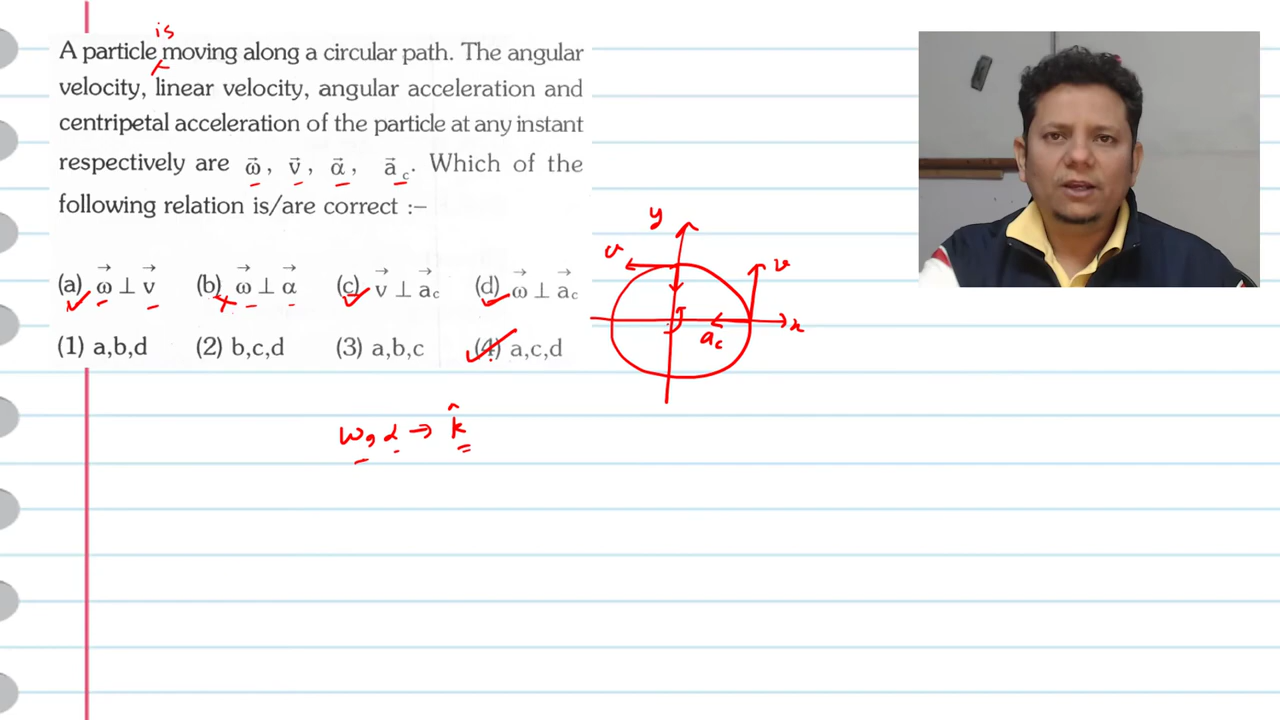 is
A particle moving along a circular path. The angular
velocity, linear velocity, angular acceleration and
centripetal acceleration of the particle at any instant
respectively are ω⃗, v⃗, α⃗, a⃗c. Which of the
following relation is/are correct :–
(a) ω⃗ ⊥ v⃗ (b) ω⃗ ⊥ α⃗ (c) v⃗ ⊥ a⃗c (d) ω⃗ ⊥ a⃗c
(1) a,b,d (2) b,c,d (3) a,b,c (4) a,c,d
y
v
v
x
ac
ω, α → k̂